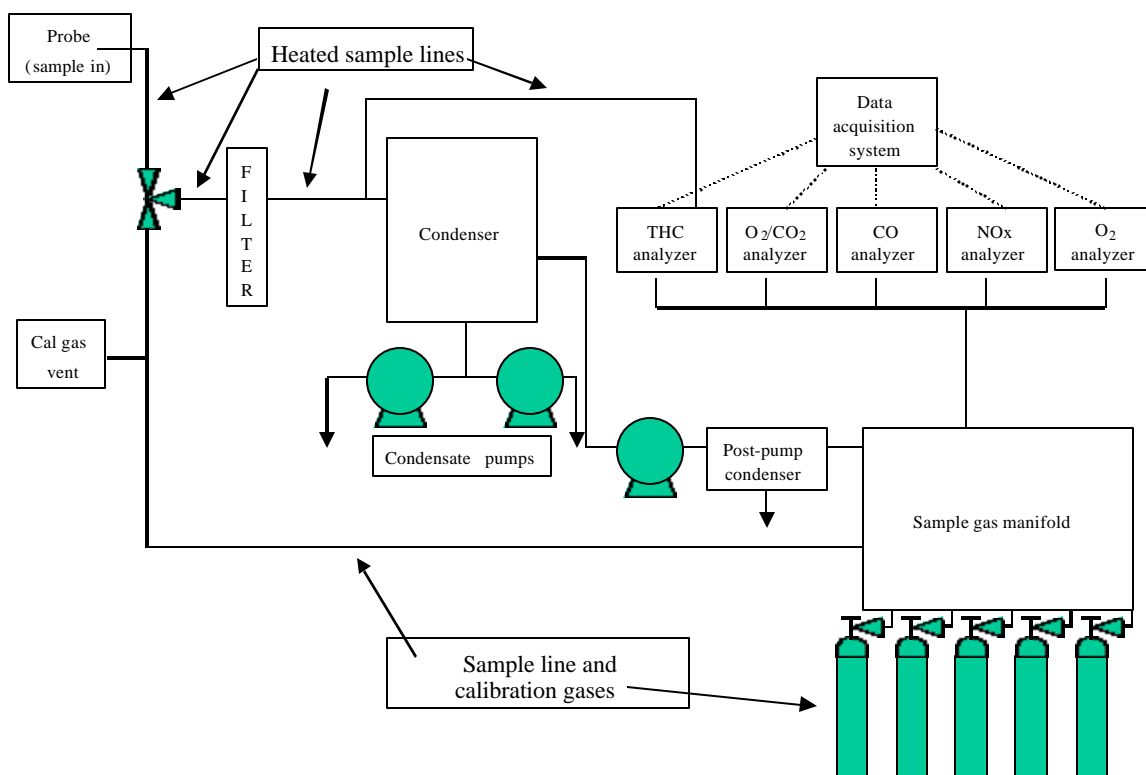 Probe
(sample in)
Heated sample lines
Data
acquisition
system
F
I
L
T
E
R
Condenser
THC
analyzer
O2/CO2
analyzer
CO
analyzer
NOx
analyzer
O2
analyzer
Cal gas
vent
Condensate pumps
Post-pump
condenser
Sample gas manifold
Sample line and
calibration gases